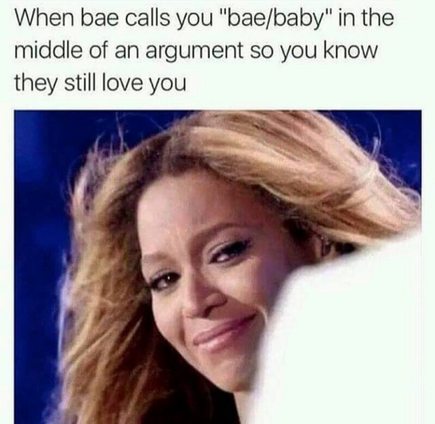 When bae calls you "bae/baby" in the
middle of an argument so you know
they still love you